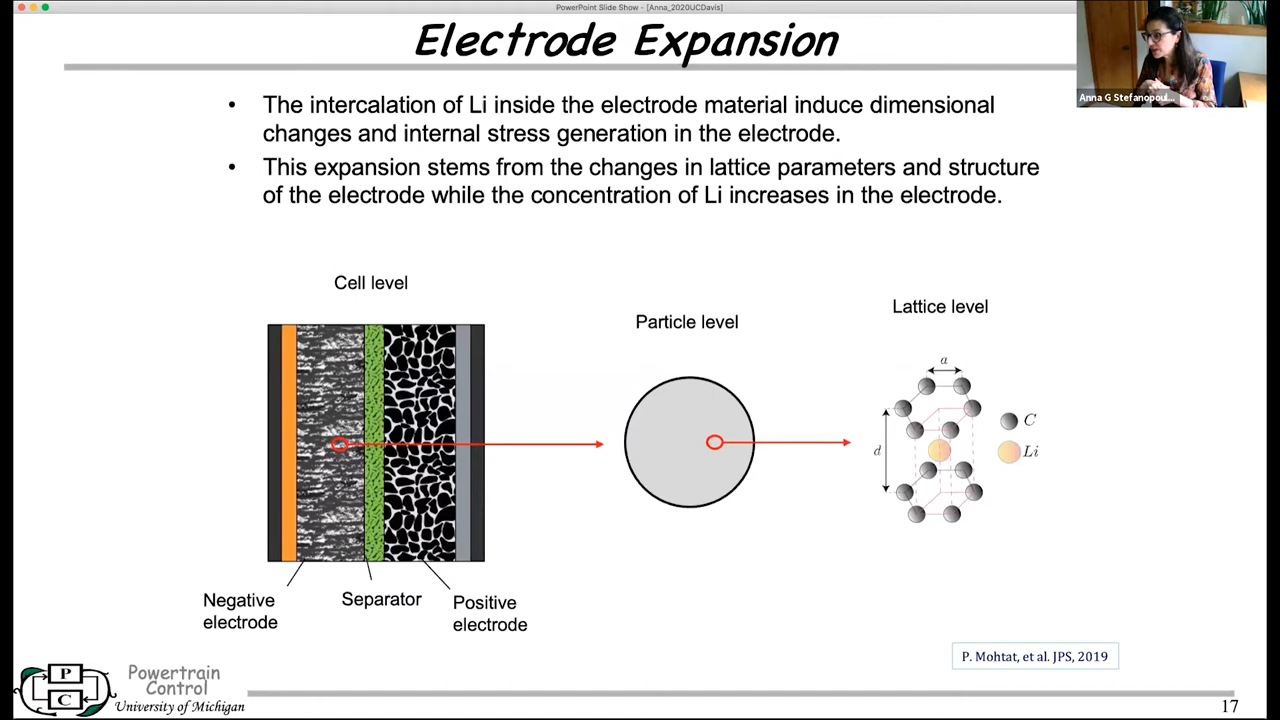 PowerPoint Slide Show - [Anna_2020UCDavis]
Electrode Expansion
Anna G Stefanopoul...
• The intercalation of Li inside the electrode material induce dimensional
changes and internal stress generation in the electrode.
• This expansion stems from the changes in lattice parameters and structure
of the electrode while the concentration of Li increases in the electrode.
Cell level
Particle level
Lattice level
a
d
C
Li
Negative
electrode
Separator
Positive
electrode
P. Mohtat, et al. JPS, 2019
P
C
Powertrain
Control
University of Michigan
17